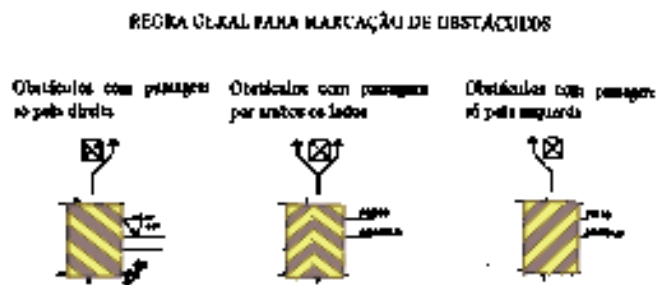 REGRA GERAL PARA MARCAÇÃO DE OBSTÁCULOS
Obstáculos com passagem
só pela direita
Obstáculos com passagem
por ambos os lados
Obstáculos com passagem
só pela esquerda